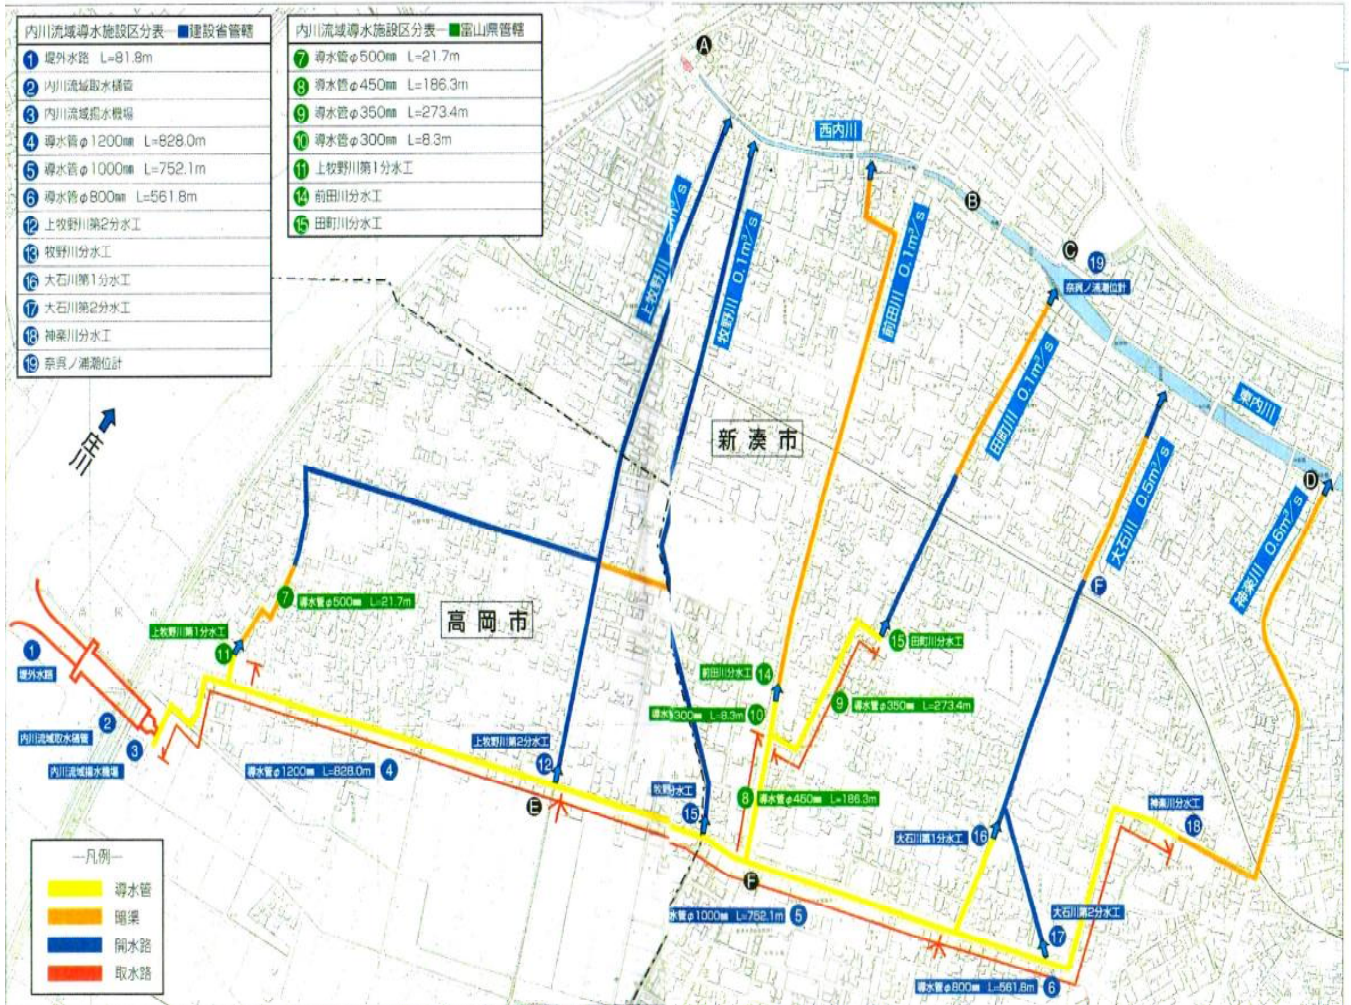 内川流域導水施設区分表─■建設省管轄
1 堤外水路 L=81.8m
2 内川流域取水樋管
3 内川流域揚水機場
4 導水管φ1200㎜ L=828.0m
5 導水管φ1000㎜ L=752.1m
6 導水管φ800㎜ L=561.8m
12 上牧野川第2分水工
13 牧野川分水工
16 大石川第1分水工
17 大石川第2分水工
18 神楽川分水工
19 奈呉ノ浦潮位計
内川流域導水施設区分表─■富山県管轄
7 導水管φ500㎜ L=21.7m
8 導水管φ450㎜ L=186.3m
9 導水管φ350㎜ L=273.4m
10 導水管φ300㎜ L=8.3m
11 上牧野川第1分水工
14 前田川分水工
15 田町川分水工
A
西内川
B
C
19
奈呉ノ浦潮位計
上牧野川
牧野川 0.1m³/s
前田川 0.1m³/s
田町川 0.1m³/s
大石川 0.5m³/s
東内川
D
神楽川 0.6m³/s
庄川
新湊市
高岡市
F
7 導水管φ500㎜ L=21.7m
上牧野川第1分水工
11
1
堤外水路
2
内川流域取水樋管
3
内川流域揚水機場
15 田町川分水工
前田川分水工 14
300㎜ L=8.3m 10
9 導水管φ350㎜ L=273.4m
上牧野川第2分水工
12
導水管φ1200㎜ L=828.0m 4
E
15
8 導水管φ450㎜ L=186.3m
神楽川分水工
18
大石川第1分水工 16
F
水管φ1000㎜ L=752.1m 5
大石川第2分水工
17
導水管φ800㎜ L=561.8m 6
─凡例─
導水管
暗渠
開水路
取水路